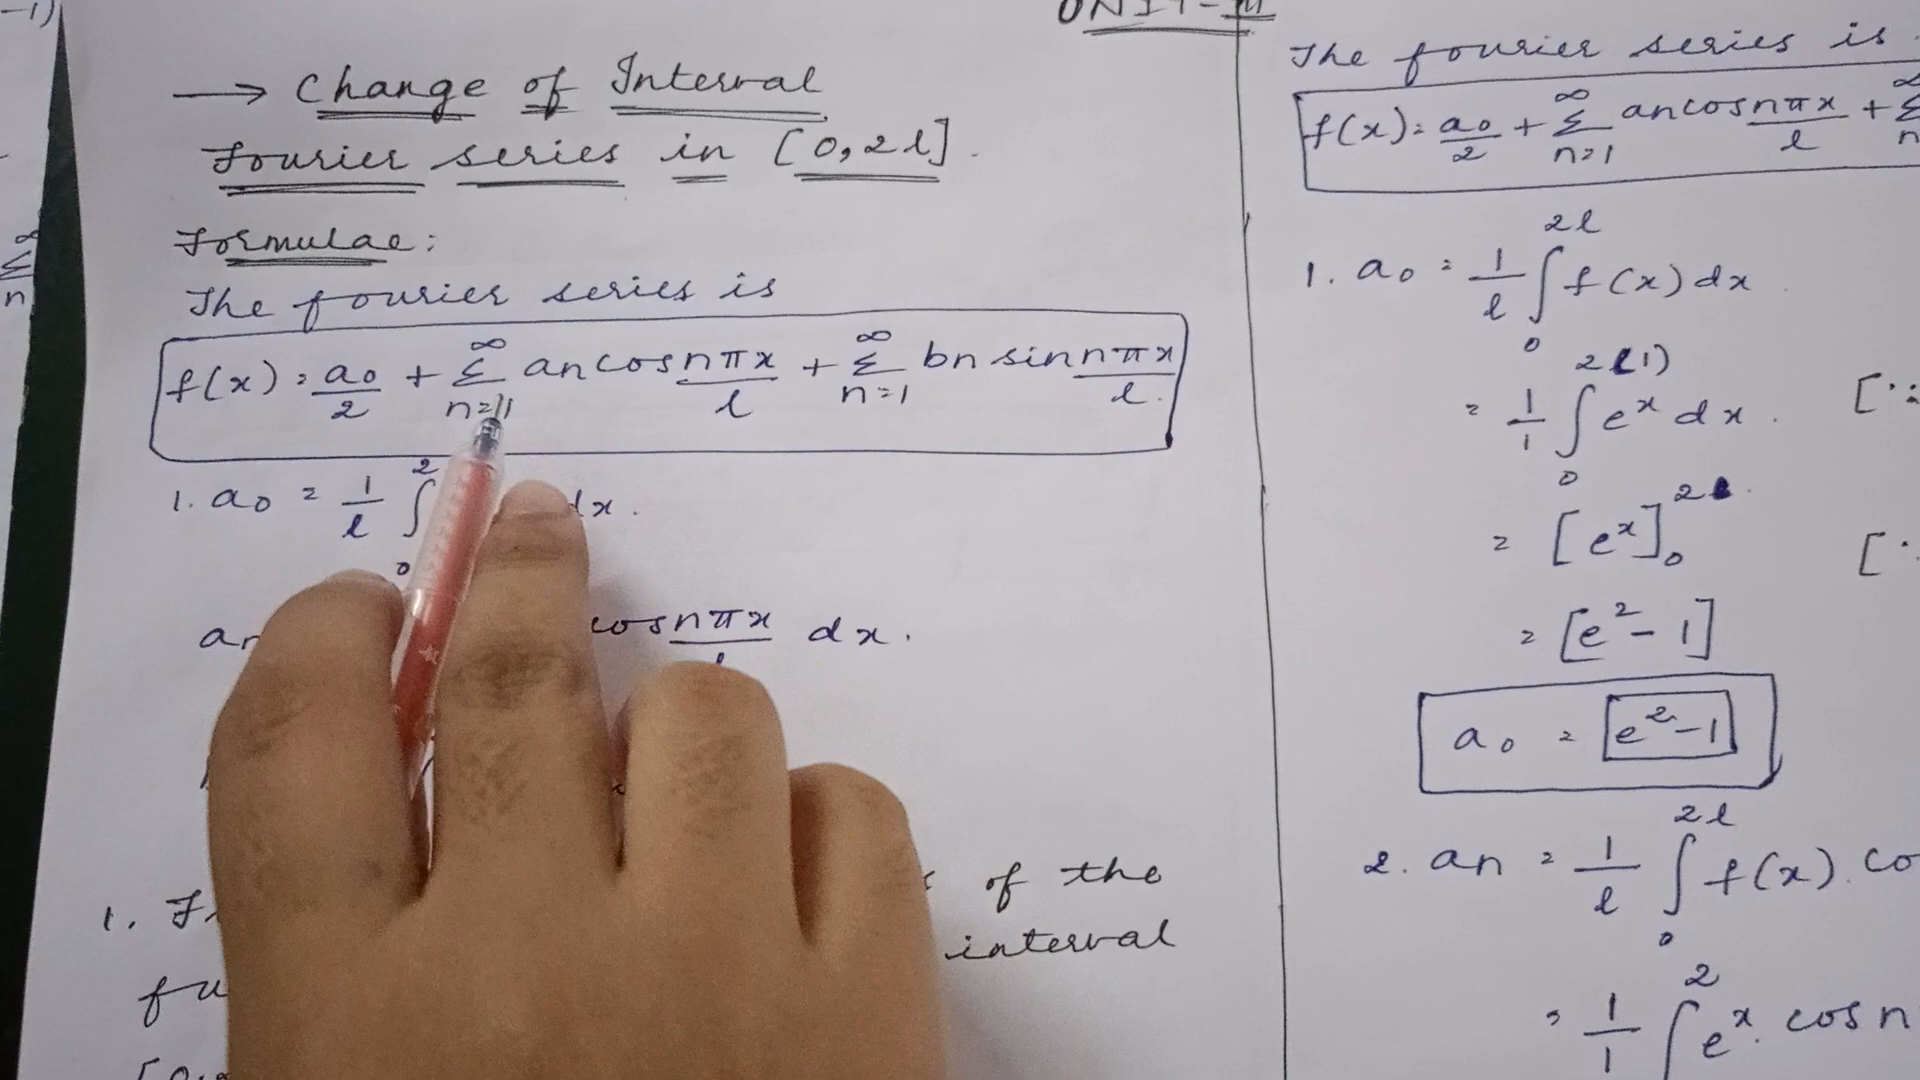 -1)
∞
Σ
n
UNIT-III
→ Change of Interval
Fourier series in [0,2l].
Formulae:
The fourier series is
f(x) = a0/2 + ∞ Σ n=1 an cos nπx/l + ∞ Σ n=1 bn sin nπx/l.
1. a0 = 1/l ∫ 0 2 dx.
cos nπx dx.
1.
of the
interval
fu
The fourier series is
f(x) = a0/2 + ∞ Σ n=1 an cos nπx/l + ∞ Σ n
1. a0 = 1/l ∫ 0 2l f(x) dx.
= 1/1 ∫ 0 2(1) e^x dx. [∵
= [e^x] 0 2. [∵
= [e^2 - 1]
a0 = e^2 - 1
2. an = 1/l ∫ 0 2l f(x). co
= 1/1 ∫ 2 e^x. cos n